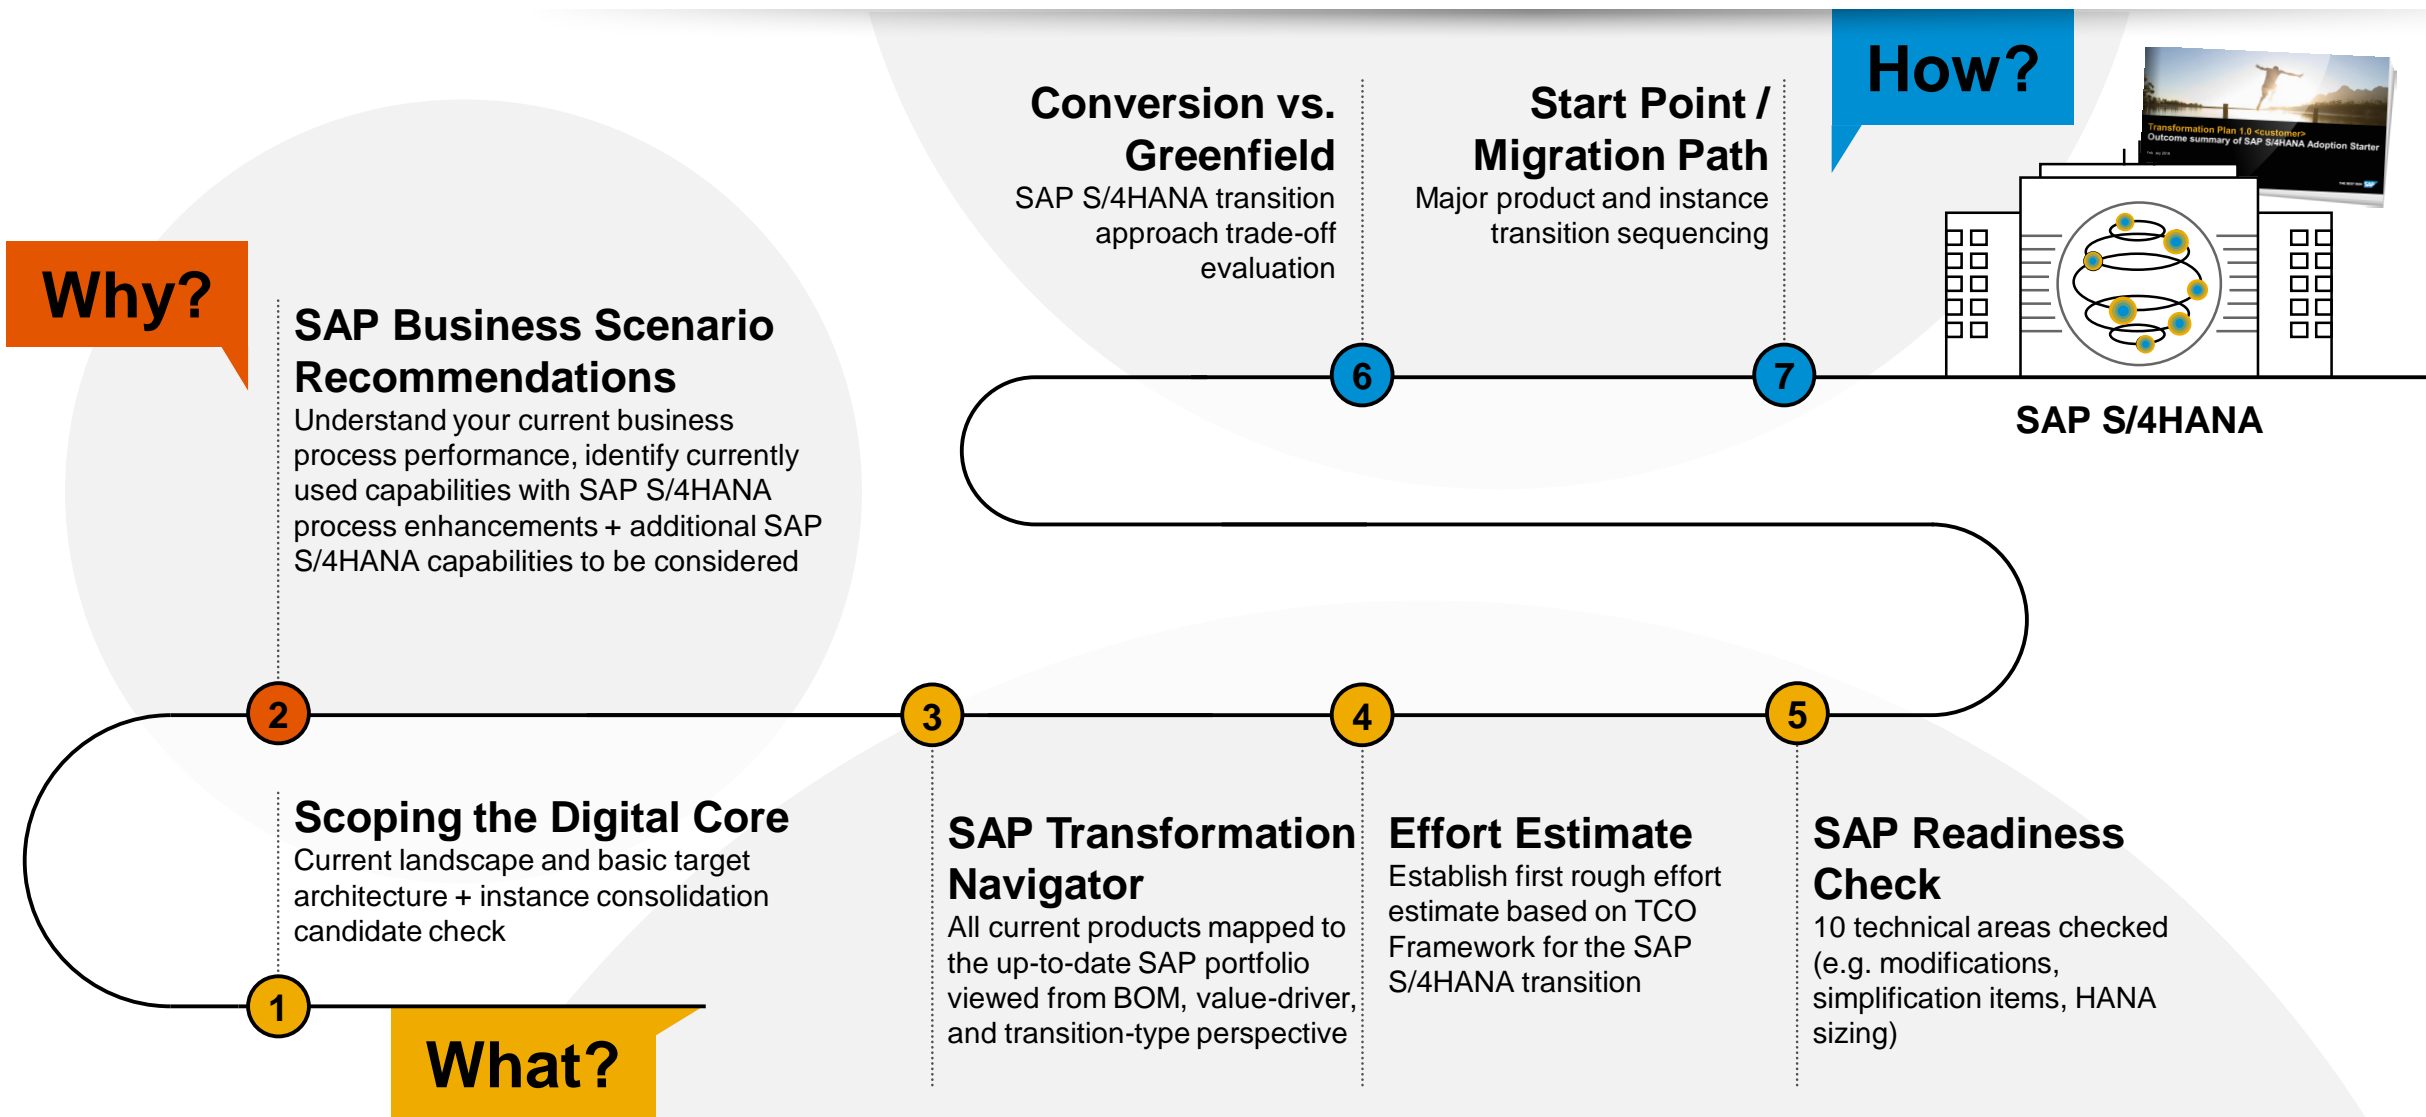 How?
Transformation Plan 1.0 <customer>
Outcome summary of SAP S/4HANA Adoption Starter
Conversion vs.
Greenfield
SAP S/4HANA transition
approach trade-off
evaluation
Start Point /
Migration Path
Major product and instance
transition sequencing
Why?
SAP Business Scenario
Recommendations
Understand your current business
process performance, identify currently
used capabilities with SAP S/4HANA
process enhancements + additional SAP
S/4HANA capabilities to be considered
6
7
SAP S/4HANA
2
3
4
5
Scoping the Digital Core
Current landscape and basic target
architecture + instance consolidation
candidate check
SAP Transformation
Navigator
All current products mapped to
the up-to-date SAP portfolio
viewed from BOM, value-driver,
and transition-type perspective
Effort Estimate
Establish first rough effort
estimate based on TCO
Framework for the SAP
S/4HANA transition
SAP Readiness
Check
10 technical areas checked
(e.g. modifications,
simplification items, HANA
sizing)
1
What?